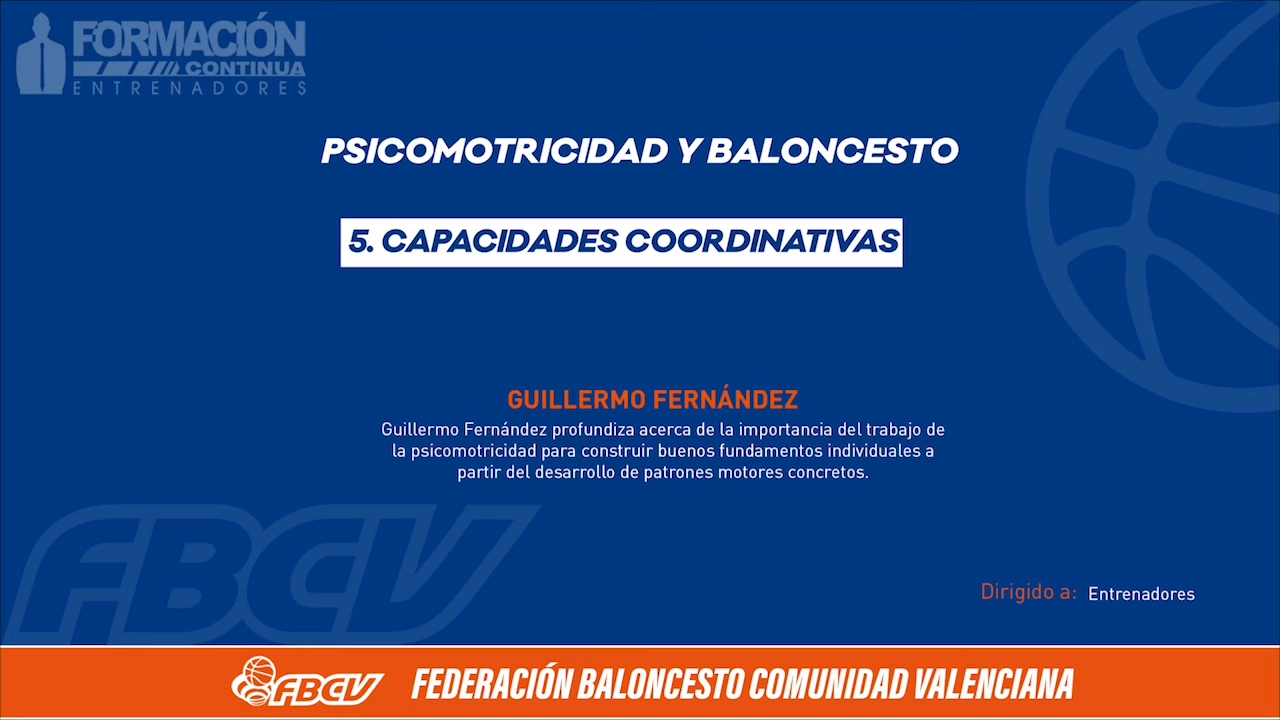 FORMACIÓN
CONTINUA
ENTRENADORES
PSICOMOTRICIDAD Y BALONCESTO
5. CAPACIDADES COORDINATIVAS
GUILLERMO FERNÁNDEZ
Guillermo Fernández profundiza acerca de la importancia del trabajo de
la psicomotricidad para construir buenos fundamentos individuales a
partir del desarrollo de patrones motores concretos.
FBCV
Dirigido a: Entrenadores
FBCV FEDERACIÓN BALONCESTO COMUNIDAD VALENCIANA